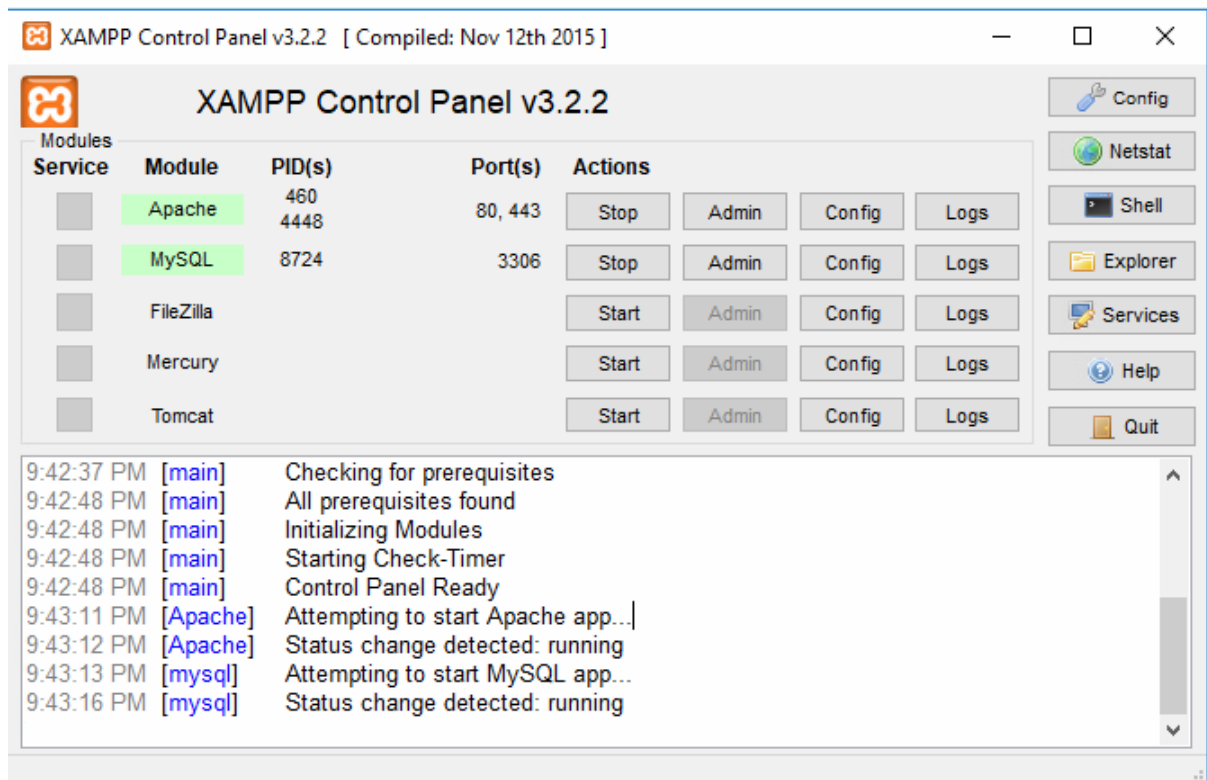 XAMPP Control Panel v3.2.2 [ Compiled: Nov 12th 2015 ]
XAMPP Control Panel v3.2.2
Config
Modules
Netstat
Service Module PID(s) Port(s) Actions
Apache 460 4448 80, 443 Stop Admin Config Logs
Shell
MySQL 8724 3306 Stop Admin Config Logs
Explorer
FileZilla Start Admin Config Logs
Services
Mercury Start Admin Config Logs
Help
Tomcat Start Admin Config Logs
Quit
9:42:37 PM [main] Checking for prerequisites
9:42:48 PM [main] All prerequisites found
9:42:48 PM [main] Initializing Modules
9:42:48 PM [main] Starting Check-Timer
9:42:48 PM [main] Control Panel Ready
9:43:11 PM [Apache] Attempting to start Apache app...
9:43:12 PM [Apache] Status change detected: running
9:43:13 PM [mysql] Attempting to start MySQL app...
9:43:16 PM [mysql] Status change detected: running